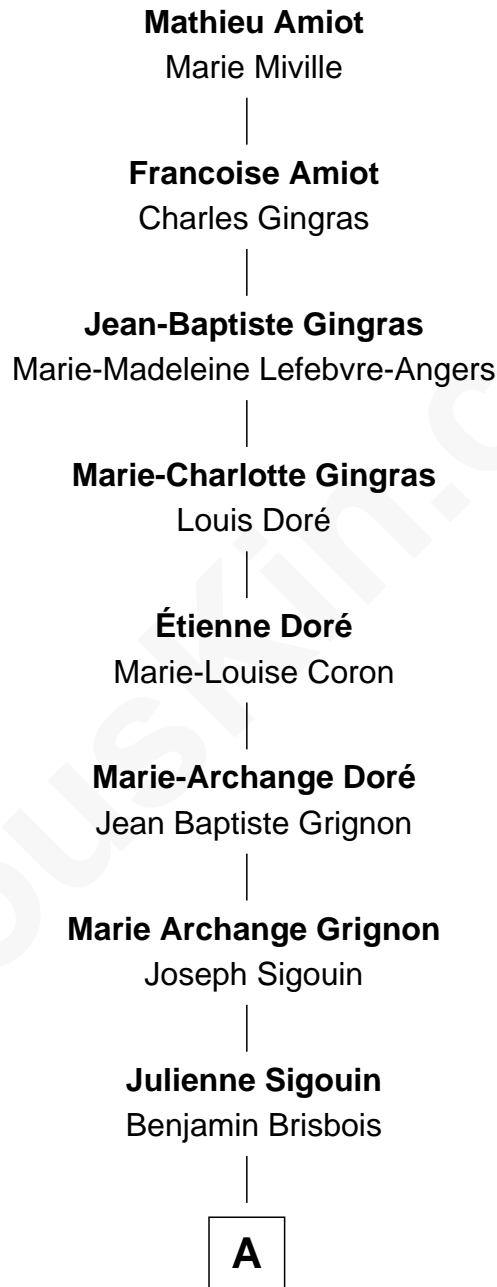 Mathieu Amiot
Marie Miville
Francoise Amiot
Charles Gingras
Jean-Baptiste Gingras
Marie-Madeleine Lefebvre-Angers
Marie-Charlotte Gingras
Louis Doré
Étienne Doré
Marie-Louise Coron
Marie-Archange Doré
Jean Baptiste Grignon
Marie Archange Grignon
Joseph Sigouin
Julienne Sigouin
Benjamin Brisbois
A